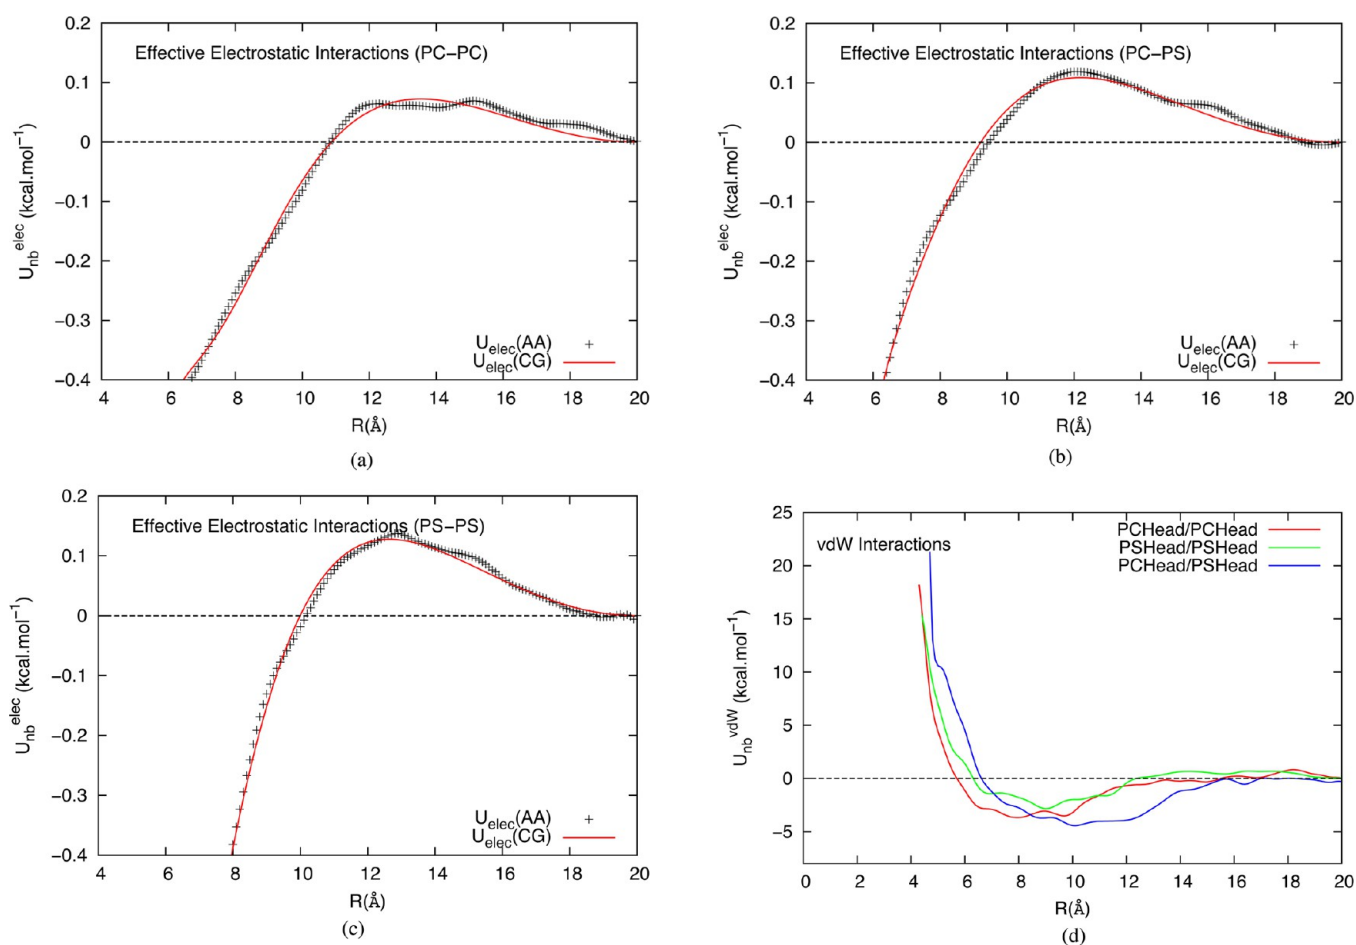 Effective Electrostatic Interactions (PC−PC)
U_nb^elec (kcal.mol⁻¹)
0.2
0.1
0
−0.1
−0.2
−0.3
−0.4
U_elec(AA) +
U_elec(CG)
4 6 8 10 12 14 16 18 20
R(Å)
(a)
Effective Electrostatic Interactions (PC−PS)
U_nb^elec (kcal.mol⁻¹)
0.2
0.1
0
−0.1
−0.2
−0.3
−0.4
U_elec(AA) +
U_elec(CG)
4 6 8 10 12 14 16 18 20
R(Å)
(b)
Effective Electrostatic Interactions (PS−PS)
U_nb^elec (kcal.mol⁻¹)
0.2
0.1
0
−0.1
−0.2
−0.3
−0.4
U_elec(AA) +
U_elec(CG)
4 6 8 10 12 14 16 18 20
R(Å)
(c)
vdW Interactions
PCHead/PCHead
PSHead/PSHead
PCHead/PSHead
U_nb^vdW (kcal.mol⁻¹)
25
20
15
10
5
0
−5
0 2 4 6 8 10 12 14 16 18 20
R(Å)
(d)